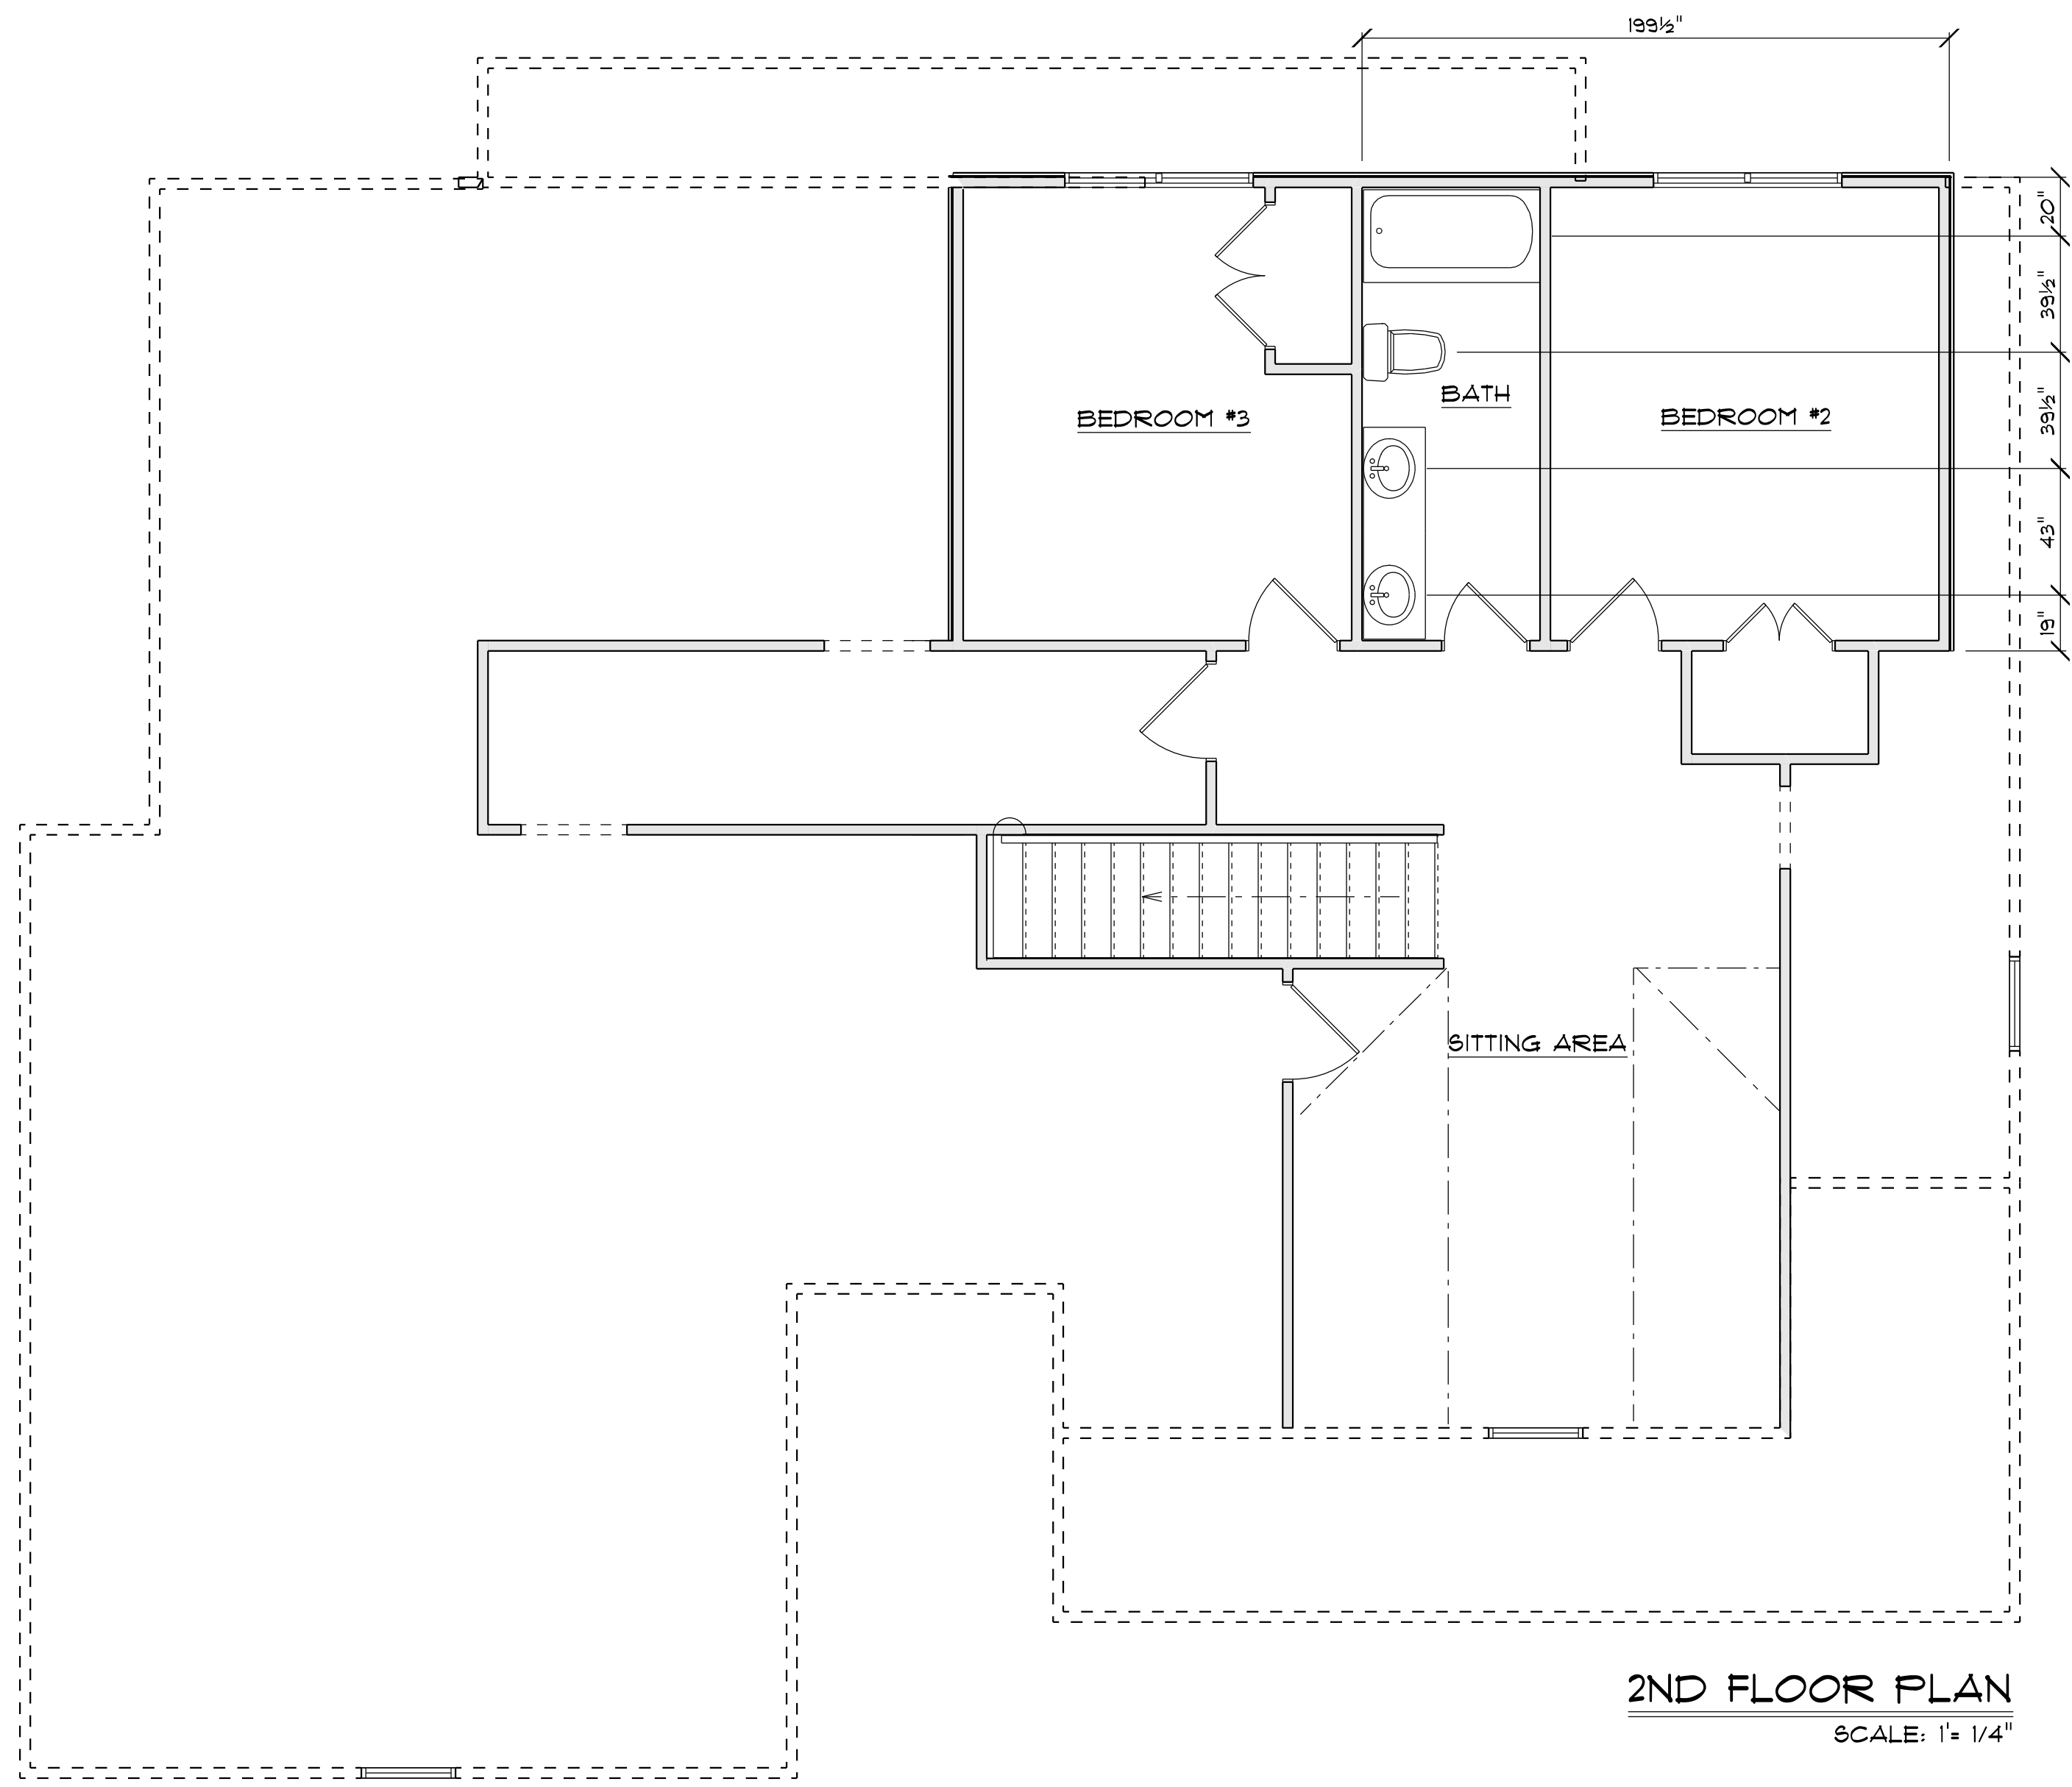 199½"
20"
39½"
BATH
BEDROOM #3
BEDROOM #2
39½"
43"
19"
SITTING AREA
2ND FLOOR PLAN
SCALE: 1'= 1/4"